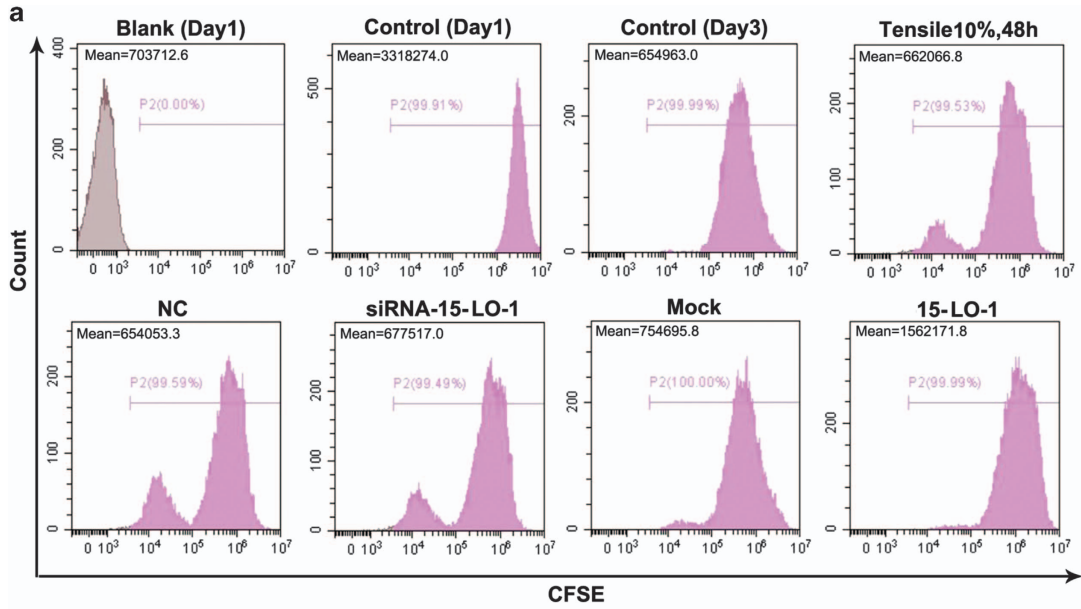 a
Blank (Day1)
Mean=703712.6
P2(0.00%)
400
200
0
0 10³ 10⁴ 10⁵ 10⁶ 10⁷
Control (Day1)
Mean=3318274.0
P2(99.91%)
500
0
0 10³ 10⁴ 10⁵ 10⁶ 10⁷
Control (Day3)
Mean=654963.0
P2(99.99%)
200
0
0 10³ 10⁴ 10⁵ 10⁶ 10⁷
Tensile10%,48h
Mean=662066.8
P2(99.53%)
200
100
0
0 10³ 10⁴ 10⁵ 10⁶ 10⁷
Count
NC
Mean=654053.3
P2(99.59%)
200
100
0
0 10³ 10⁴ 10⁵ 10⁶ 10⁷
siRNA-15-LO-1
Mean=677517.0
P2(99.49%)
200
100
0
0 10³ 10⁴ 10⁵ 10⁶ 10⁷
Mock
Mean=754695.8
P2(100.00%)
200
0
0 10³ 10⁴ 10⁵ 10⁶ 10⁷
15-LO-1
Mean=1562171.8
P2(99.99%)
200
0
0 10³ 10⁴ 10⁵ 10⁶ 10⁷
CFSE